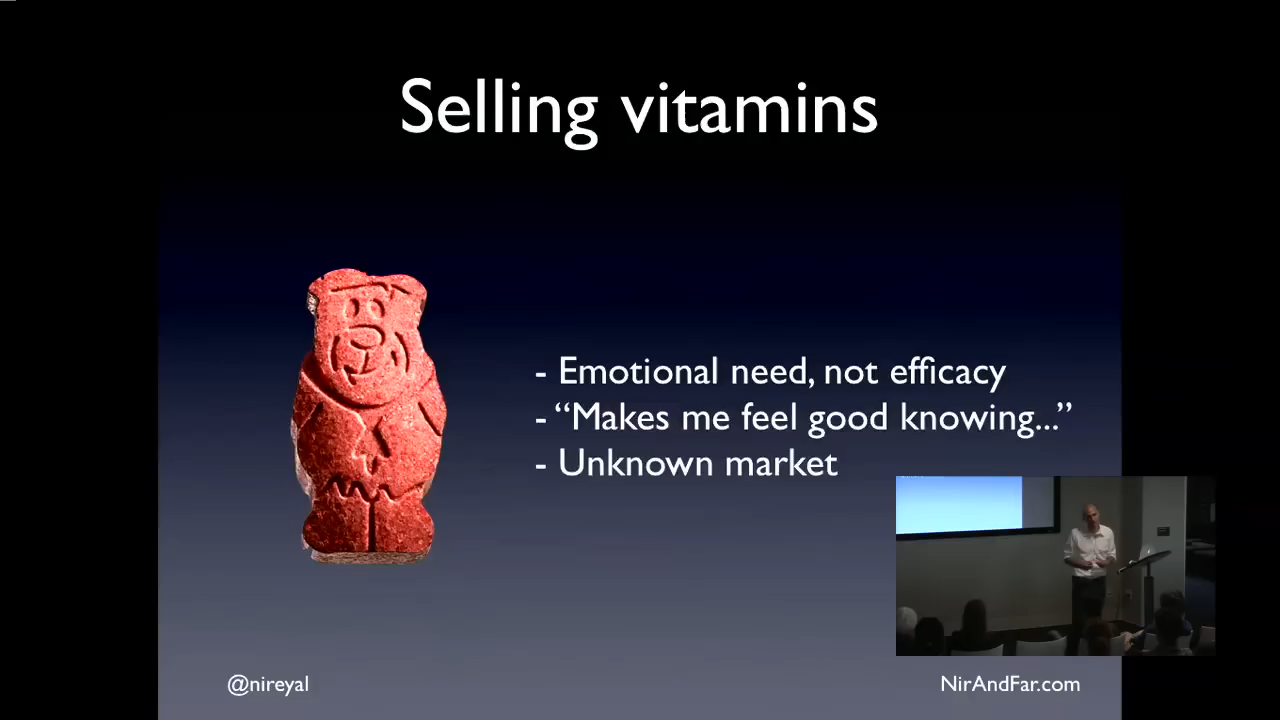 Selling vitamins
- Emotional need, not efficacy
- “Makes me feel good knowing...”
- Unknown market
@nireyal
NirAndFar.com